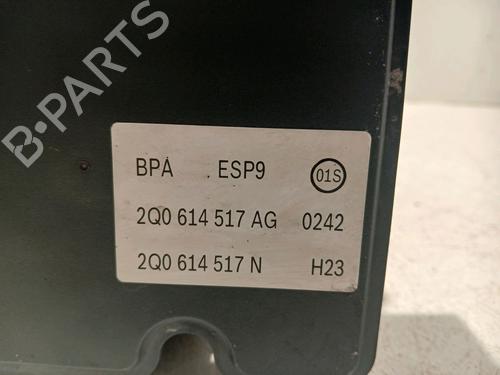 B-PARTS
BPA ESP9 01S
2Q0 614 517 AG 0242
2Q0 614 517 N H23